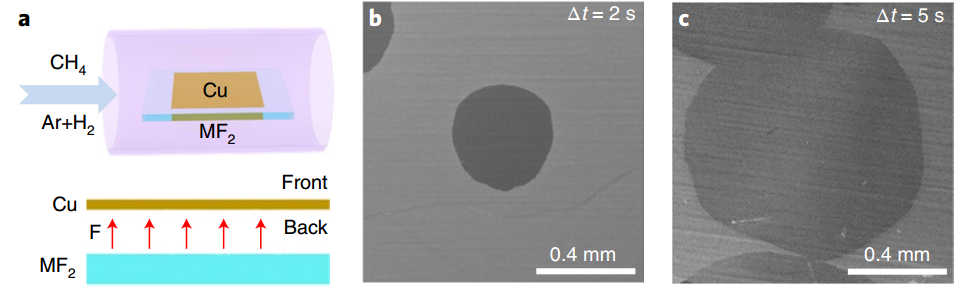 a
CH₄
Ar+H₂
Cu
MF₂
Front
Cu
F
Back
MF₂
b
Δt = 2 s
0.4 mm
c
Δt = 5 s
0.4 mm